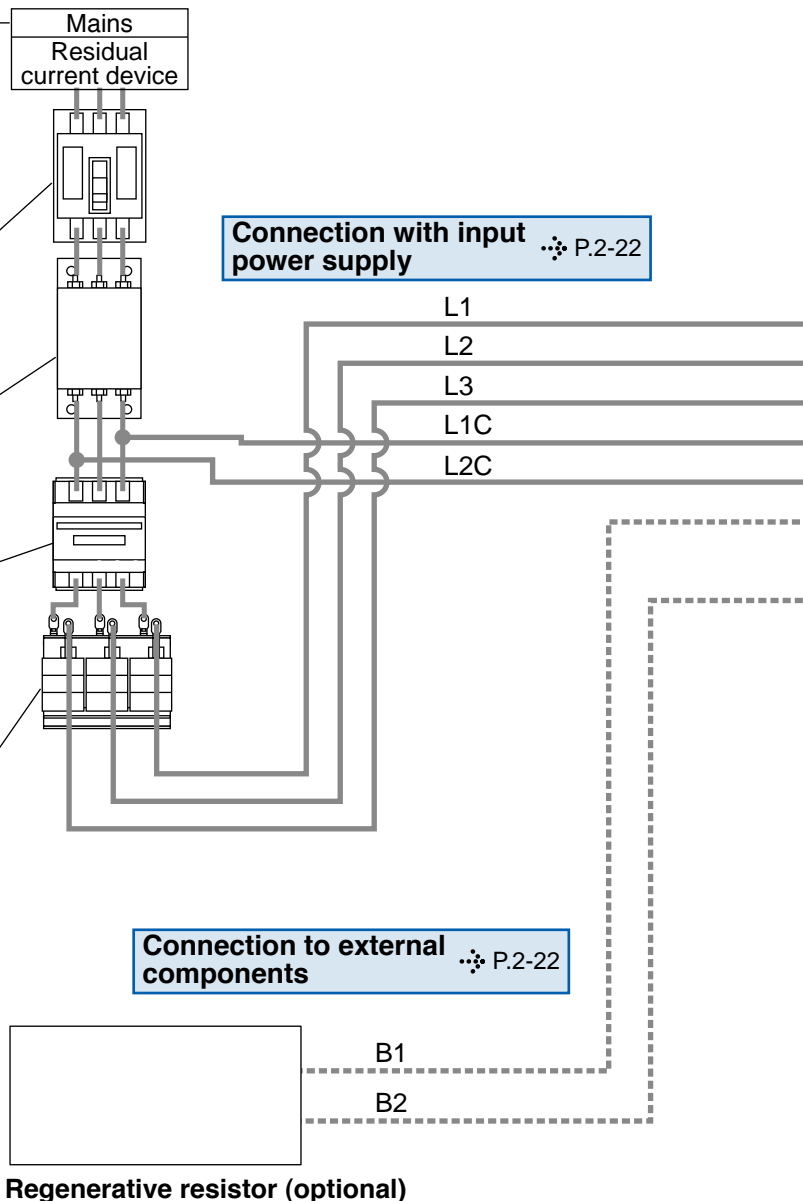 Mains
Residual
current device
Connection with input
power supply
P.2-22
L1
L2
L3
L1C
L2C
Connection to external
components
P.2-22
B1
B2
Regenerative resistor (optional)